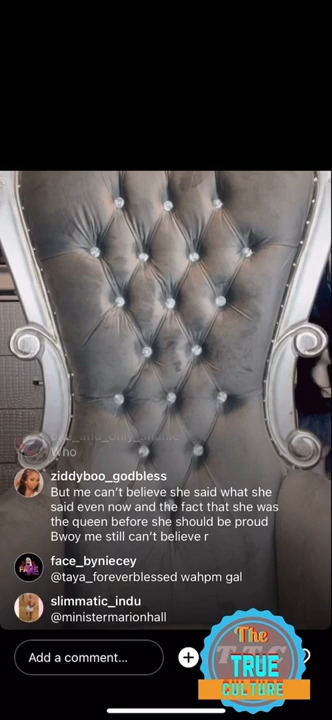 Who
ziddyboo_godbless
But me can’t believe she said what she
said even now and the fact that she was
the queen before she should be proud
Bwoy me still can’t believe r
face_byniecey
@taya_foreverblessed wahpm gal
slimmatic_indu
@ministermarionhall
Add a comment...
The
T.T.C
TRUE
CULTURE